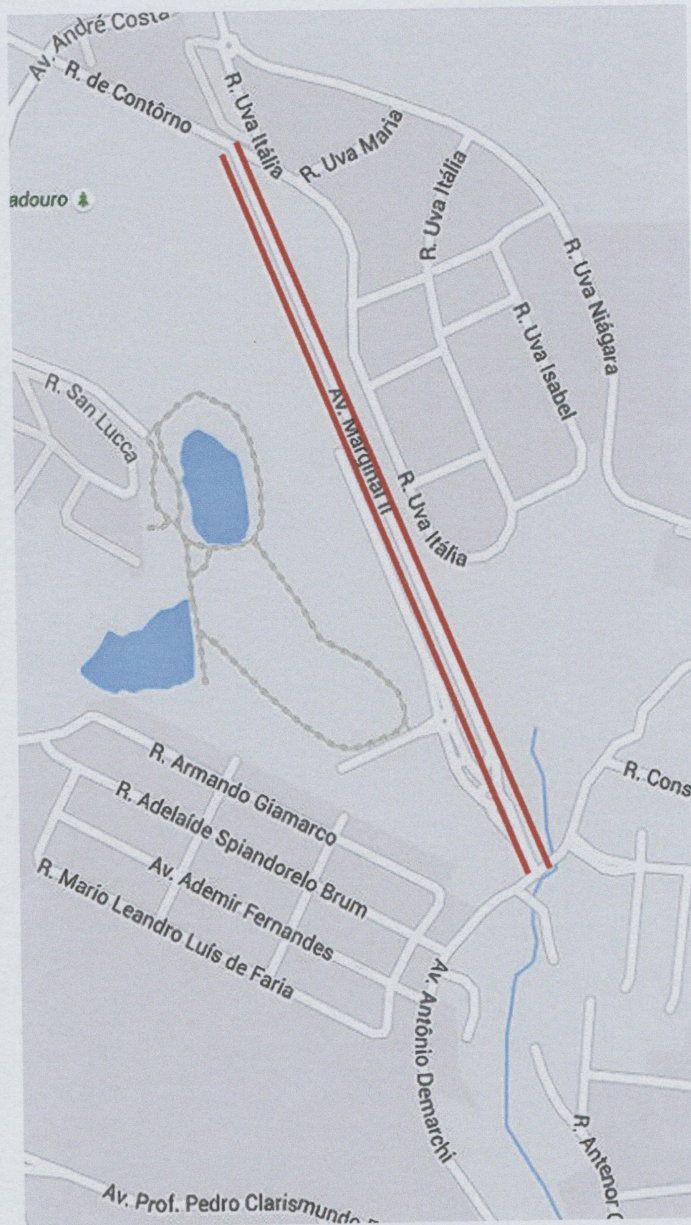 Av. André Costa
R. de Contôrno
R. Uva Itália
R. Uva Maria
adouro
R. Uva Itália
R. Uva Niágara
R. Uva Isabel
R. San Lucca
Av. Marginal II
R. Uva Itália
R. Armando Giamarco
R. Cons
R. Adelaíde Spiandorelo Brum
Av. Ademir Fernandes
R. Mario Leandro Luís de Faria
Av. Antônio Demarchi
R. Antenor
Av. Prof. Pedro Clarismundo